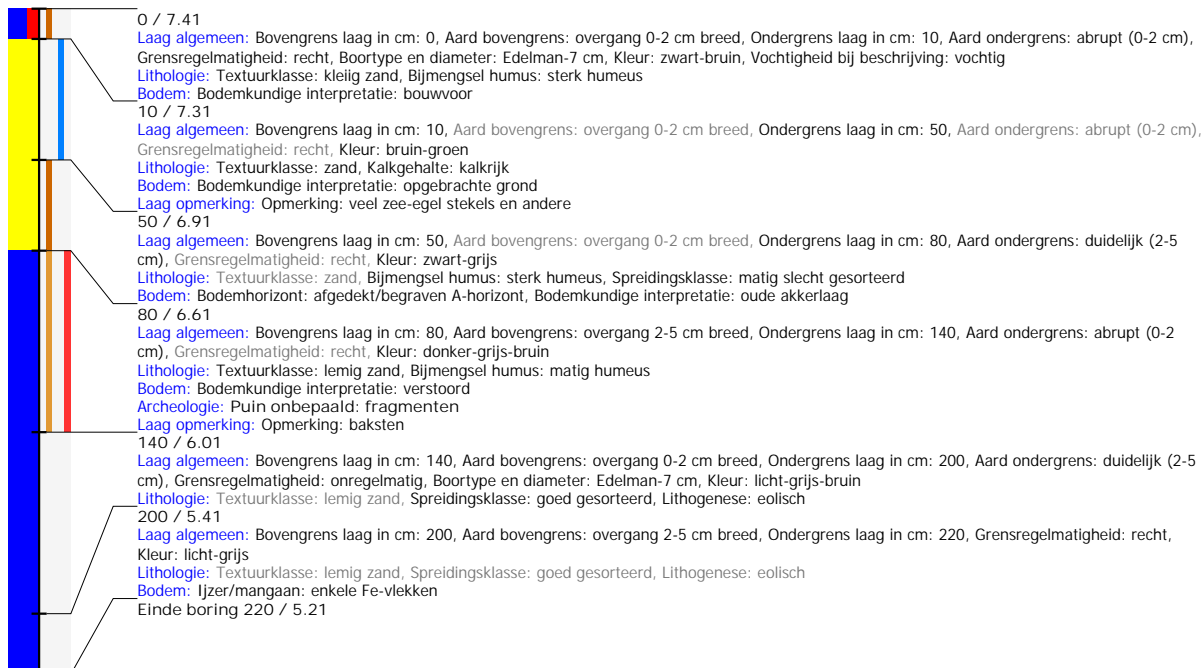 0 / 7.41
Laag algemeen: Bovengrens laag in cm: 0, Aard bovengrens: overgang 0-2 cm breed, Ondergrens laag in cm: 10, Aard ondergrens: abrupt (0-2 cm),
Grensregelmatigheid: recht, Boortype en diameter: Edelman-7 cm, Kleur: zwart-bruin, Vochtigheid bij beschrijving: vochtig
Lithologie: Textuurklasse: kleiig zand, Bijmengsel humus: sterk humeus
Bodem: Bodemkundige interpretatie: bouwvoor
10 / 7.31
Laag algemeen: Bovengrens laag in cm: 10, Aard bovengrens: overgang 0-2 cm breed, Ondergrens laag in cm: 50, Aard ondergrens: abrupt (0-2 cm),
Grensregelmatigheid: recht, Kleur: bruin-groen
Lithologie: Textuurklasse: zand, Kalkgehalte: kalkrijk
Bodem: Bodemkundige interpretatie: opgebrachte grond
Laag opmerking: Opmerking: veel zee-egel stekels en andere
50 / 6.91
Laag algemeen: Bovengrens laag in cm: 50, Aard bovengrens: overgang 0-2 cm breed, Ondergrens laag in cm: 80, Aard ondergrens: duidelijk (2-5
cm), Grensregelmatigheid: recht, Kleur: zwart-grijs
Lithologie: Textuurklasse: zand, Bijmengsel humus: sterk humeus, Spreidingsklasse: matig slecht gesorteerd
Bodem: Bodemhorizont: afgedekt/begraven A-horizont, Bodemkundige interpretatie: oude akkerlaag
80 / 6.61
Laag algemeen: Bovengrens laag in cm: 80, Aard bovengrens: overgang 2-5 cm breed, Ondergrens laag in cm: 140, Aard ondergrens: abrupt (0-2
cm), Grensregelmatigheid: recht, Kleur: donker-grijs-bruin
Lithologie: Textuurklasse: lemig zand, Bijmengsel humus: matig humeus
Bodem: Bodemkundige interpretatie: verstoord
Archeologie: Puin onbepaald: fragmenten
Laag opmerking: Opmerking: baksten
140 / 6.01
Laag algemeen: Bovengrens laag in cm: 140, Aard bovengrens: overgang 0-2 cm breed, Ondergrens laag in cm: 200, Aard ondergrens: duidelijk (2-5
cm), Grensregelmatigheid: onregelmatig, Boortype en diameter: Edelman-7 cm, Kleur: licht-grijs-bruin
Lithologie: Textuurklasse: lemig zand, Spreidingsklasse: goed gesorteerd, Lithogenese: eolisch
200 / 5.41
Laag algemeen: Bovengrens laag in cm: 200, Aard bovengrens: overgang 2-5 cm breed, Ondergrens laag in cm: 220, Grensregelmatigheid: recht,
Kleur: licht-grijs
Lithologie: Textuurklasse: lemig zand, Spreidingsklasse: goed gesorteerd, Lithogenese: eolisch
Bodem: Ijzer/mangaan: enkele Fe-vlekken
Einde boring 220 / 5.21